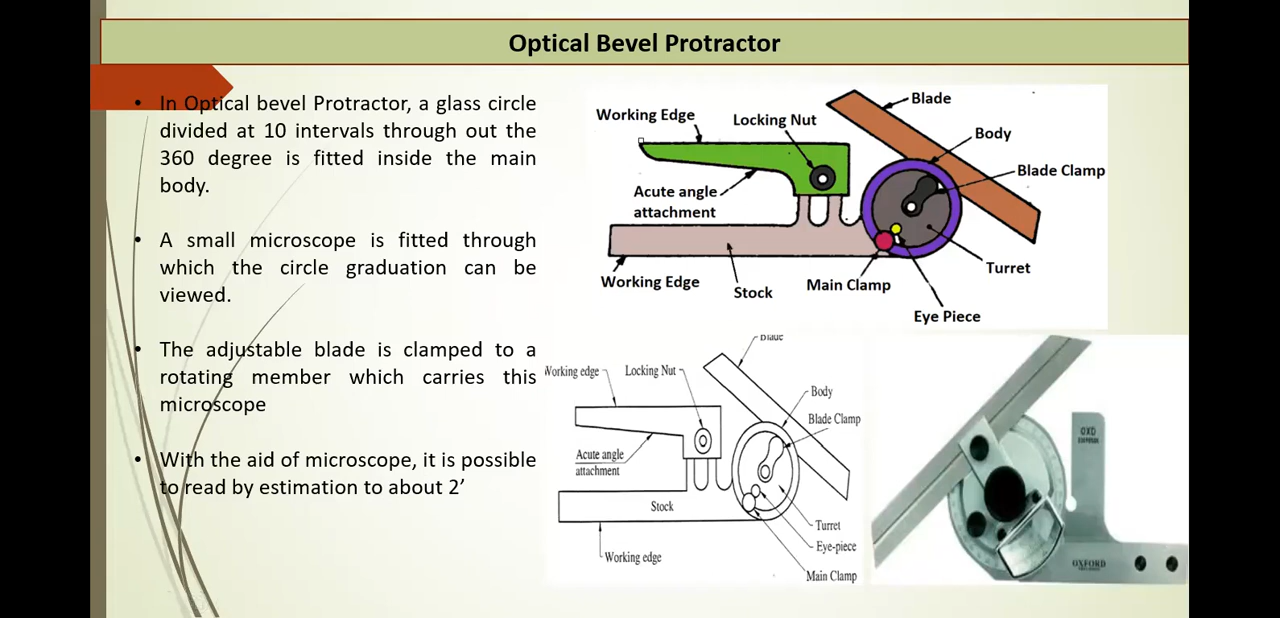 Optical Bevel Protractor
• In Optical bevel Protractor, a glass circle
divided at 10 intervals through out the
360 degree is fitted inside the main
body.
• A small microscope is fitted through
which the circle graduation can be
viewed.
• The adjustable blade is clamped to a
rotating member which carries this
microscope
• With the aid of microscope, it is possible
to read by estimation to about 2’
Blade
Working Edge
Locking Nut
Body
Blade Clamp
Acute angle
attachment
Turret
Working Edge
Stock
Main Clamp
Eye Piece
Blade
Working edge
Locking Nut
Body
Blade Clamp
Acute angle
attachment
Stock
Turret
Eye-piece
Working edge
Main Clamp
OXD
OXFORD